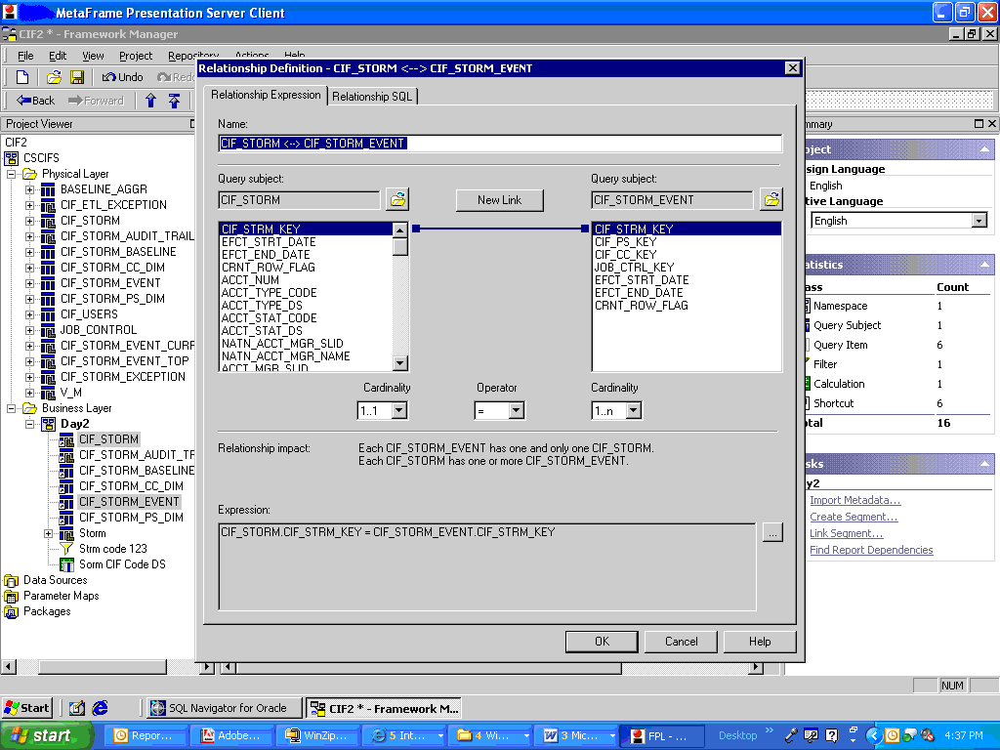 MetaFrame Presentation Server Client
CIF2 * - Framework Manager
File Edit View Project Repository Actions Help
Undo Redo
Back Forward
Project Viewer
CIF2
CSCIFS
Physical Layer
BASELINE_AGGR
CIF_ETL_EXCEPTION
CIF_STORM
CIF_STORM_AUDIT_TRAIL
CIF_STORM_BASELINE
CIF_STORM_CC_DIM
CIF_STORM_EVENT
CIF_STORM_PS_DIM
CIF_USERS
JOB_CONTROL
CIF_STORM_EVENT_CURR
CIF_STORM_EVENT_TOP
CIF_STORM_EXCEPTION
V_M
Business Layer
Day2
CIF_STORM
CIF_STORM_AUDIT_TF
CIF_STORM_BASELINE
CIF_STORM_CC_DIM
CIF_STORM_EVENT
CIF_STORM_PS_DIM
Storm
Strm code 123
Sorm CIF Code DS
Data Sources
Parameter Maps
Packages
Relationship Definition - CIF_STORM <--> CIF_STORM_EVENT
Relationship Expression Relationship SQL
Name:
CIF_STORM <--> CIF_STORM_EVENT
Query subject: Query subject:
CIF_STORM New Link CIF_STORM_EVENT
CIF_STRM_KEY
EFCT_STRT_DATE
EFCT_END_DATE
CRNT_ROW_FLAG
ACCT_NUM
ACCT_TYPE_CODE
ACCT_TYPE_DS
ACCT_STAT_CODE
ACCT_STAT_DS
NATN_ACCT_MGR_SLID
NATN_ACCT_MGR_NAME
ACCT_MGR_SLID
CIF_STRM_KEY
CIF_PS_KEY
CIF_CC_KEY
JOB_CTRL_KEY
EFCT_STRT_DATE
EFCT_END_DATE
CRNT_ROW_FLAG
Cardinality Operator Cardinality
1..1 = 1..n
Relationship impact: Each CIF_STORM_EVENT has one and only one CIF_STORM.
Each CIF_STORM has one or more CIF_STORM_EVENT.
Expression:
CIF_STORM.CIF_STRM_KEY = CIF_STORM_EVENT.CIF_STRM_KEY
...
OK Cancel Help
mmary
oject
sign Language
English
tive Language
English
atistics
ass Count
Namespace 1
Query Subject 1
Query Item 6
Filter 1
Calculation 1
Shortcut 6
otal 16
sks
y2
Import Metadata...
Create Segment...
Link Segment...
Find Report Dependencies
NUM
Start SQL Navigator for Oracle CIF2 * - Framework M...
start Repor... Adobe... WinZip... 5 Int... 4 Wi... 3 Mic... FPL - ... Desktop » 4:37 PM